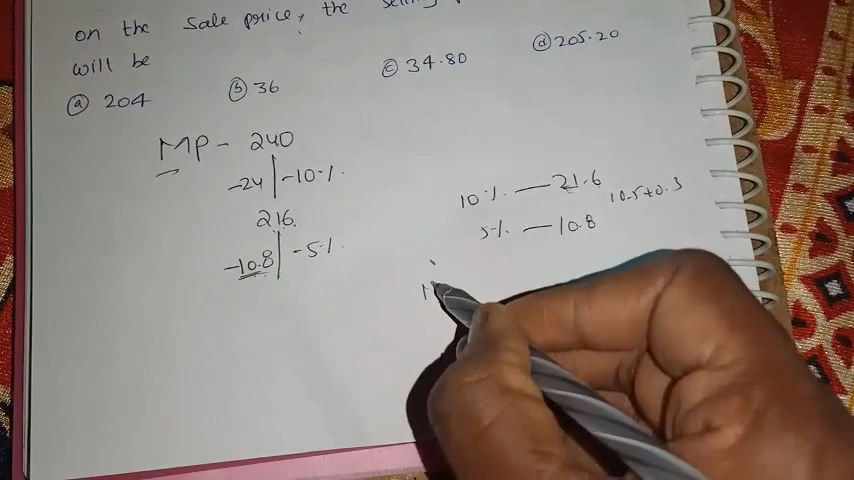 on the Sale price, the selling
will be
ⓐ 204 ⓑ 36 ⓒ 34.80 ⓓ 205.20
MP - 240
-24 | -10%.
216
-10.8 | -5%.
10% — 21.6
10.5+0.3
5% — 10.8